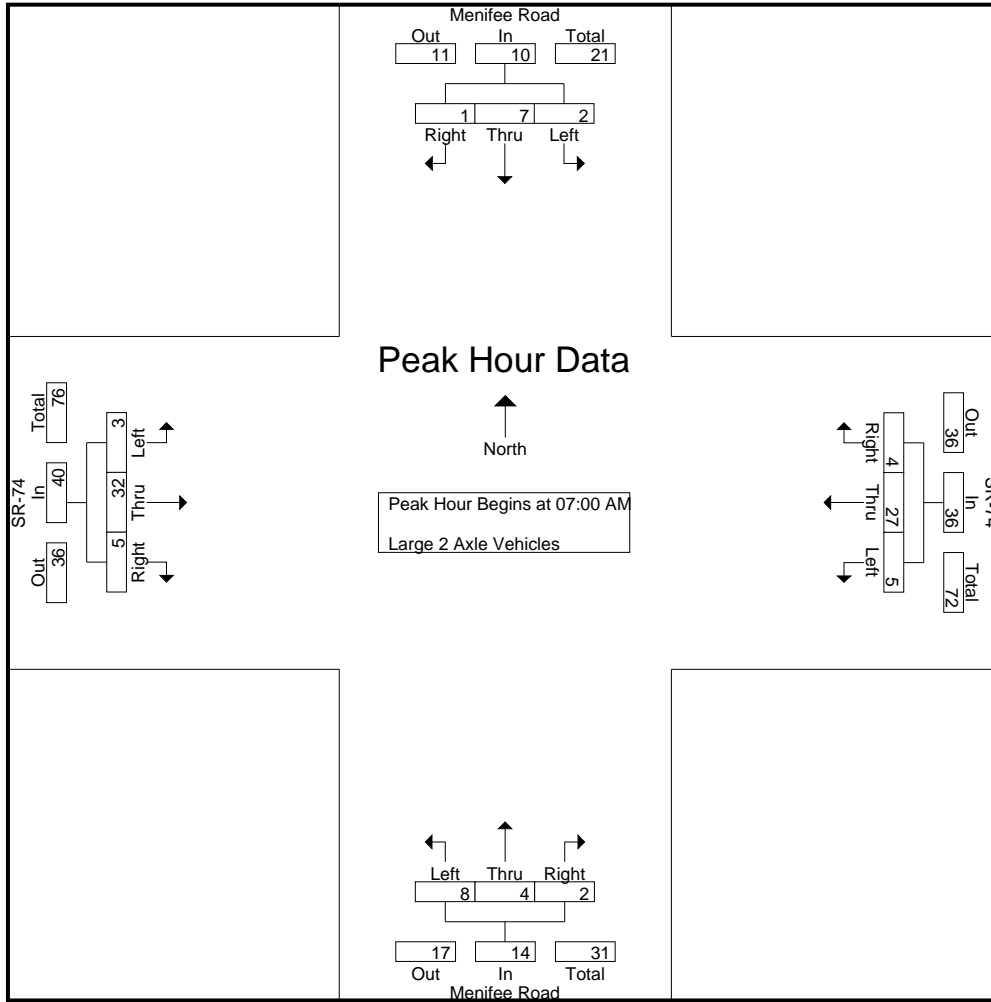 Menifee Road
Out In Total
11 10 21
1 7 2
Right Thru Left
Peak Hour Data
North
Peak Hour Begins at 07:00 AM
Large 2 Axle Vehicles
SR-74
Total In Out
76 40 36
3 32 5
Left Thru Right
SR-74
Out In Total
36 36 72
4 27 5
Right Thru Left
Left Thru Right
8 4 2
17 14 31
Out In Total
Menifee Road